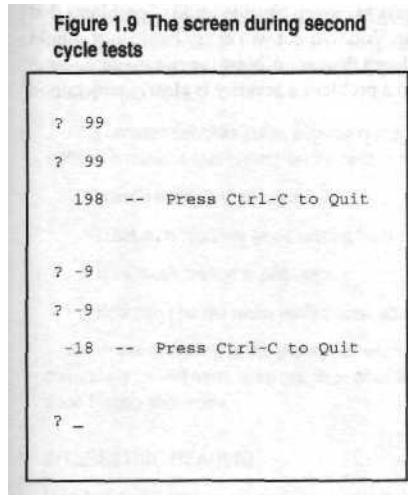 Figure 1.9 The screen during second
cycle tests
? 99
? 99
198 -- Press Ctrl-C to Quit
? -9
? -9
-18 -- Press Ctrl-C to Quit
? _